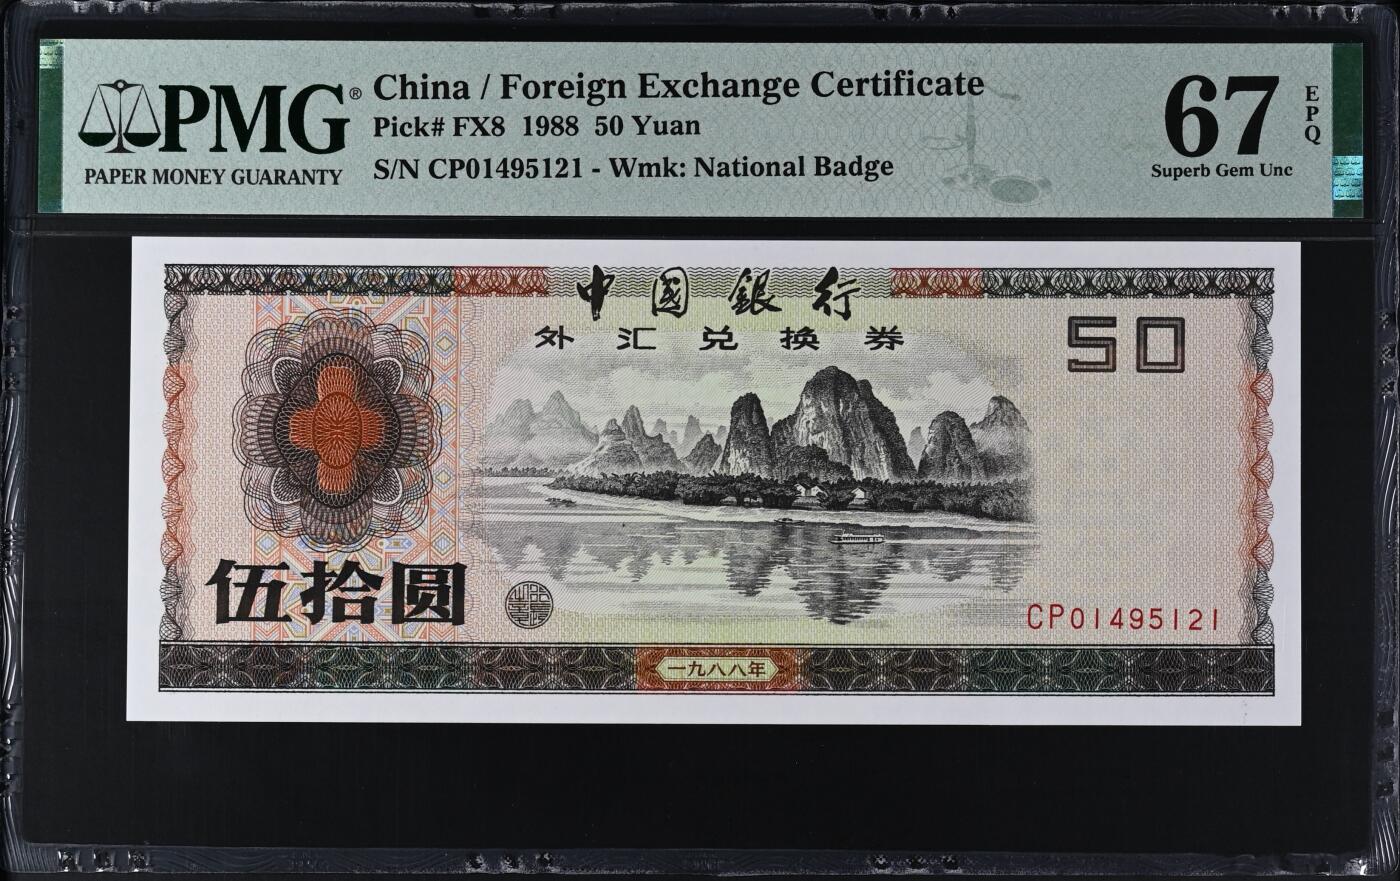 PMG®
PAPER MONEY GUARANTY
China / Foreign Exchange Certificate
Pick# FX8 1988 50 Yuan
S/N CP01495121 - Wmk: National Badge
67
EPQ
Superb Gem Unc
中國銀行
外汇兑换券
50
伍拾圆
CP01495121
一九八八年